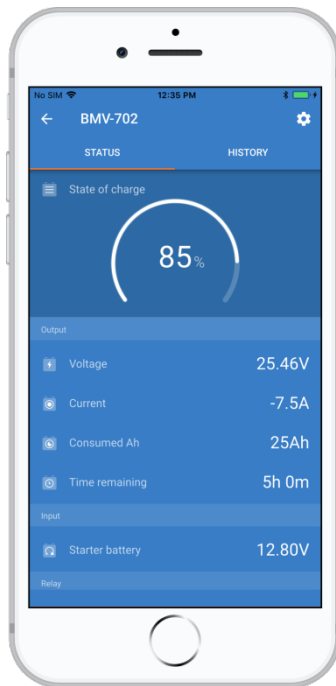 No SIM 12:35 PM
BMV-702
STATUS HISTORY
State of charge
85%
Output
Voltage 25.46V
Current -7.5A
Consumed Ah 25Ah
Time remaining 5h 0m
Input
Starter battery 12.80V
Relay